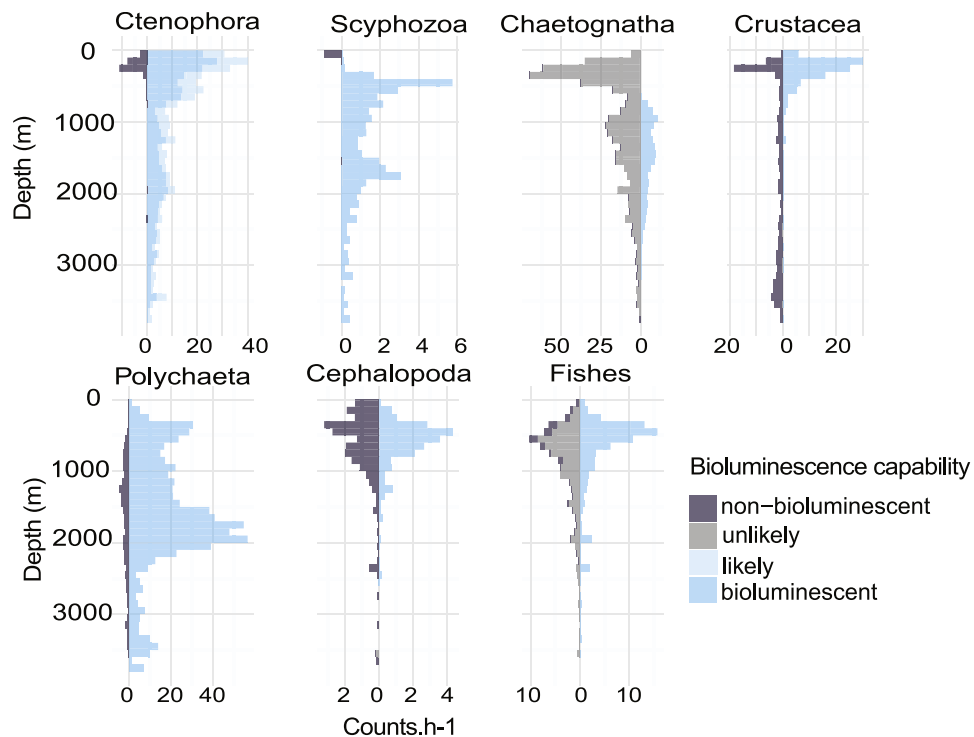 Ctenophora Scyphozoa Chaetognatha Crustacea
0
1000
2000
3000
Depth (m)
0 20 40
0 2 4 6
50 25 0
20 0 20
Polychaeta Cephalopoda Fishes
0
1000
2000
3000
Depth (m)
0 20 40
2 0 2 4
10 0 10
Counts.h-1
Bioluminescence capability
non-bioluminescent
unlikely
likely
bioluminescent